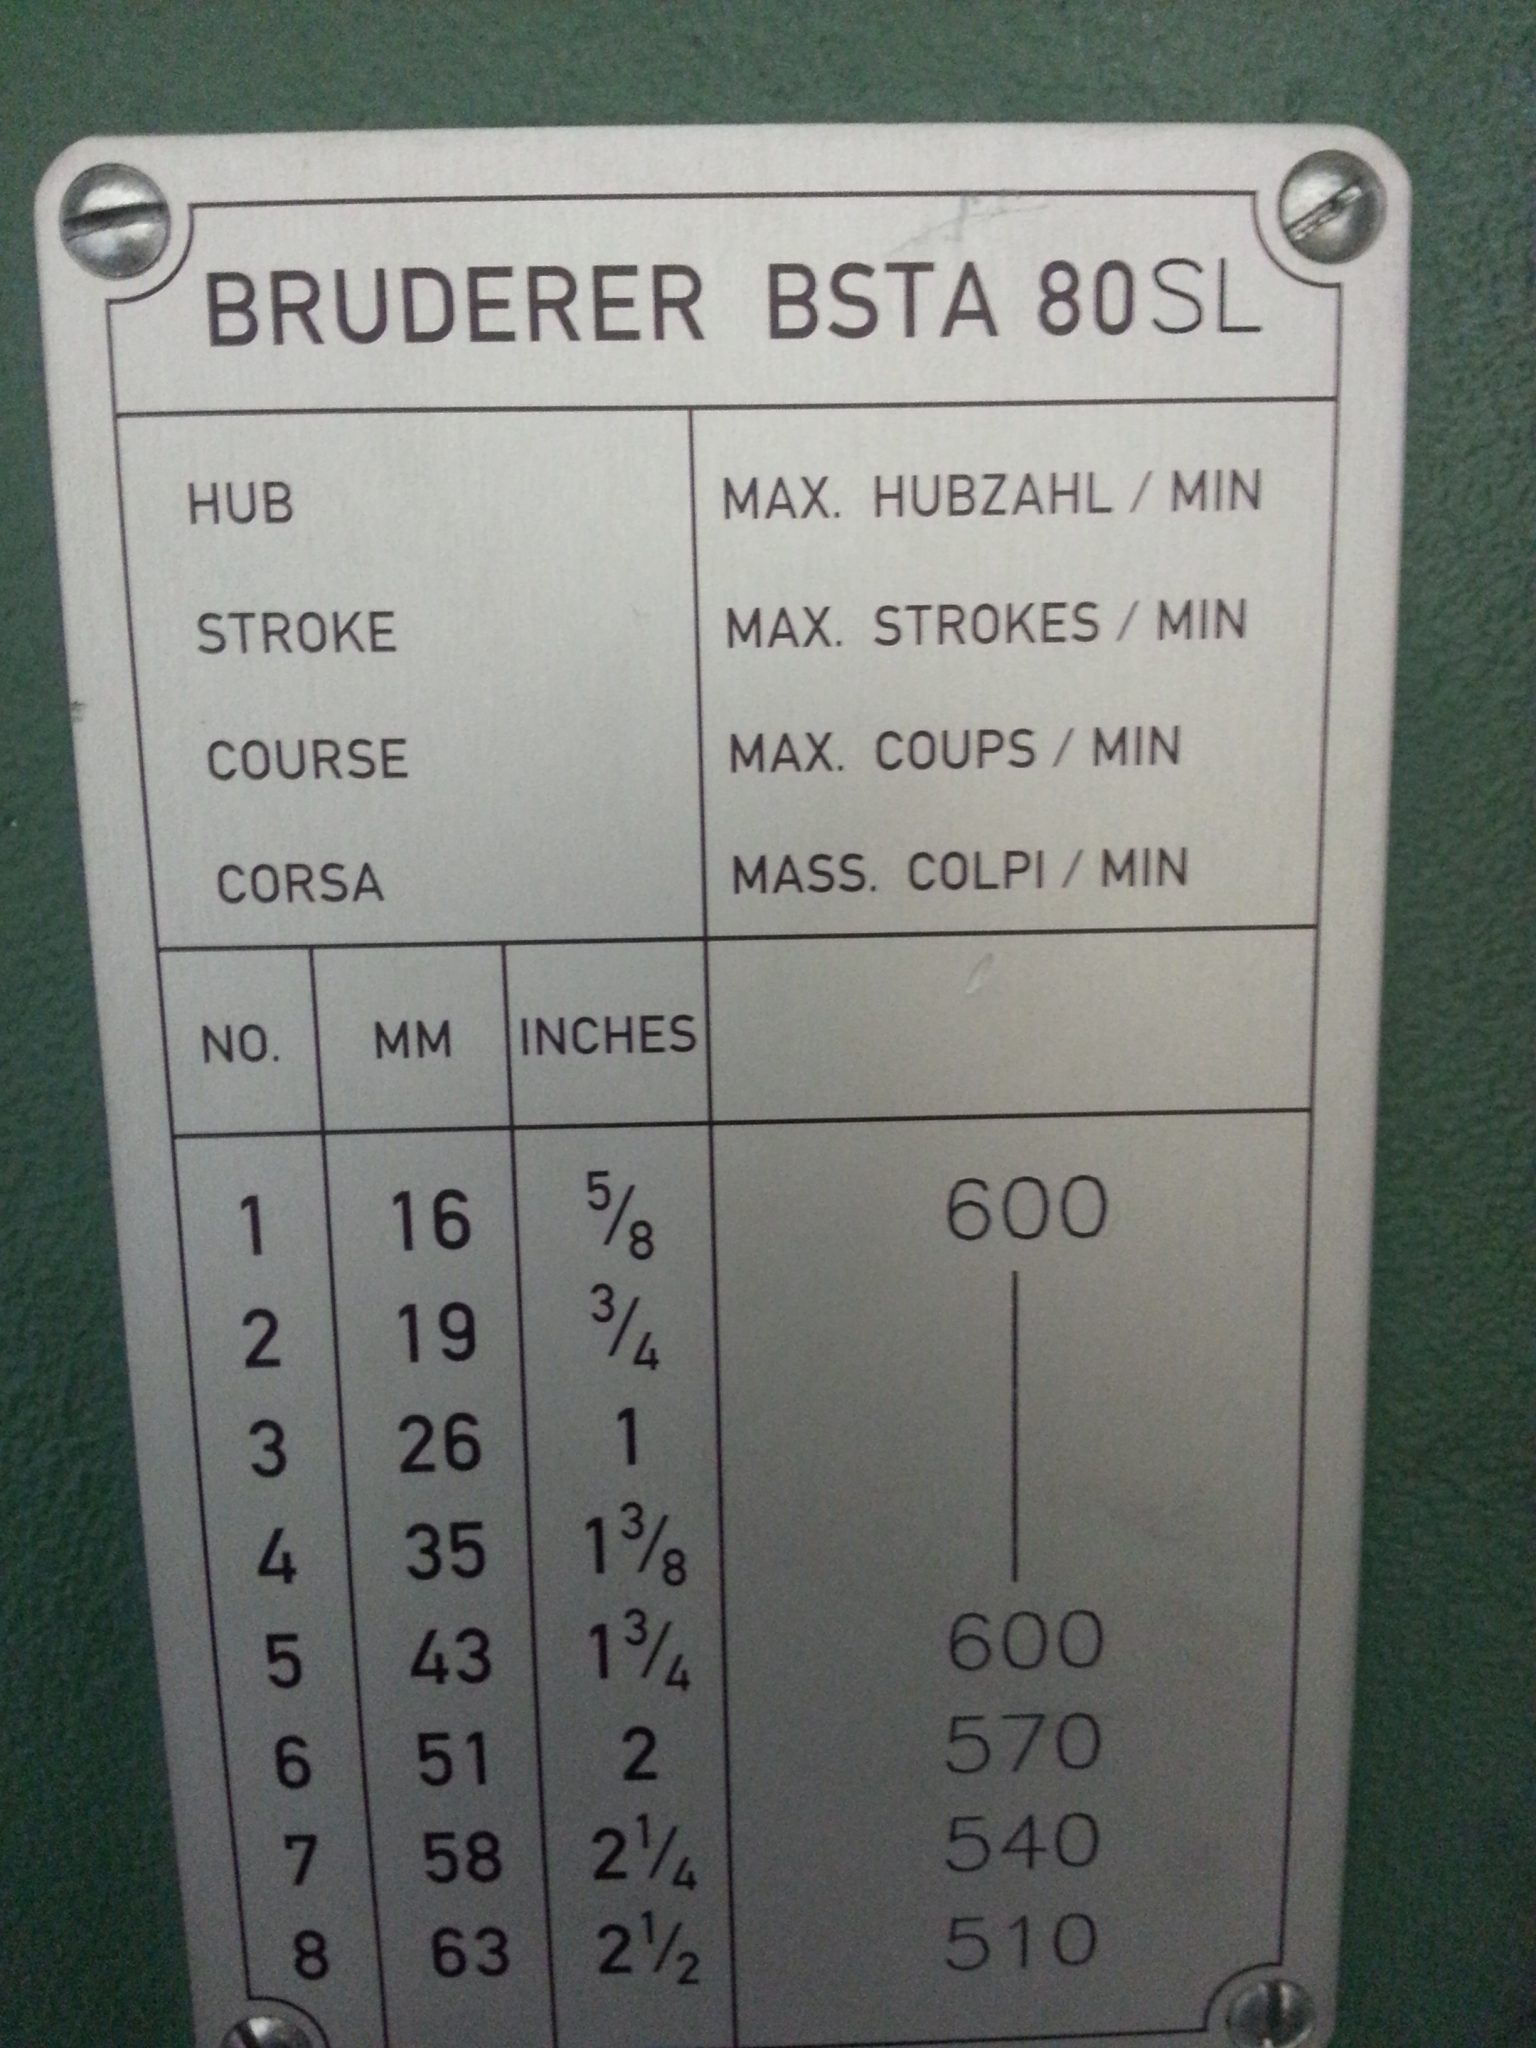 BRUDERER BSTA 80SL
HUB MAX. HUBZAHL / MIN
STROKE MAX. STROKES / MIN
COURSE MAX. COUPS / MIN
CORSA MASS. COLPI / MIN
NO. MM INCHES
1 16 5/8 600
2 19 3/4
3 26 1
4 35 1 3/8
5 43 1 3/4 600
6 51 2 570
7 58 2 1/4 540
8 63 2 1/2 510